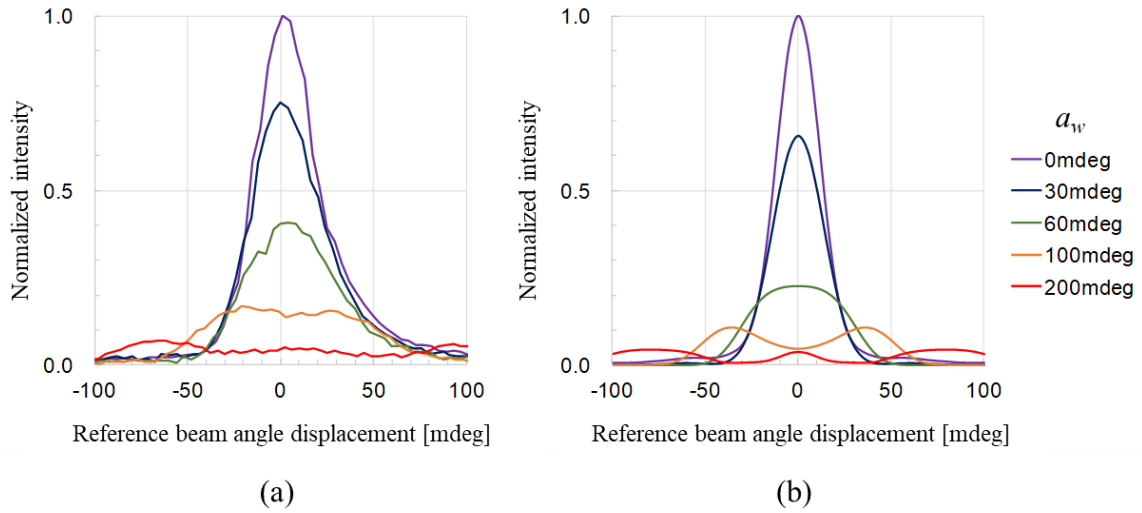 1.0
0.5
0.0
Normalized intensity
-100
-50
0
50
100
Reference beam angle displacement [mdeg]
(a)
1.0
0.5
0.0
Normalized intensity
-100
-50
0
50
100
Reference beam angle displacement [mdeg]
(b)
a_w
0mdeg
30mdeg
60mdeg
100mdeg
200mdeg